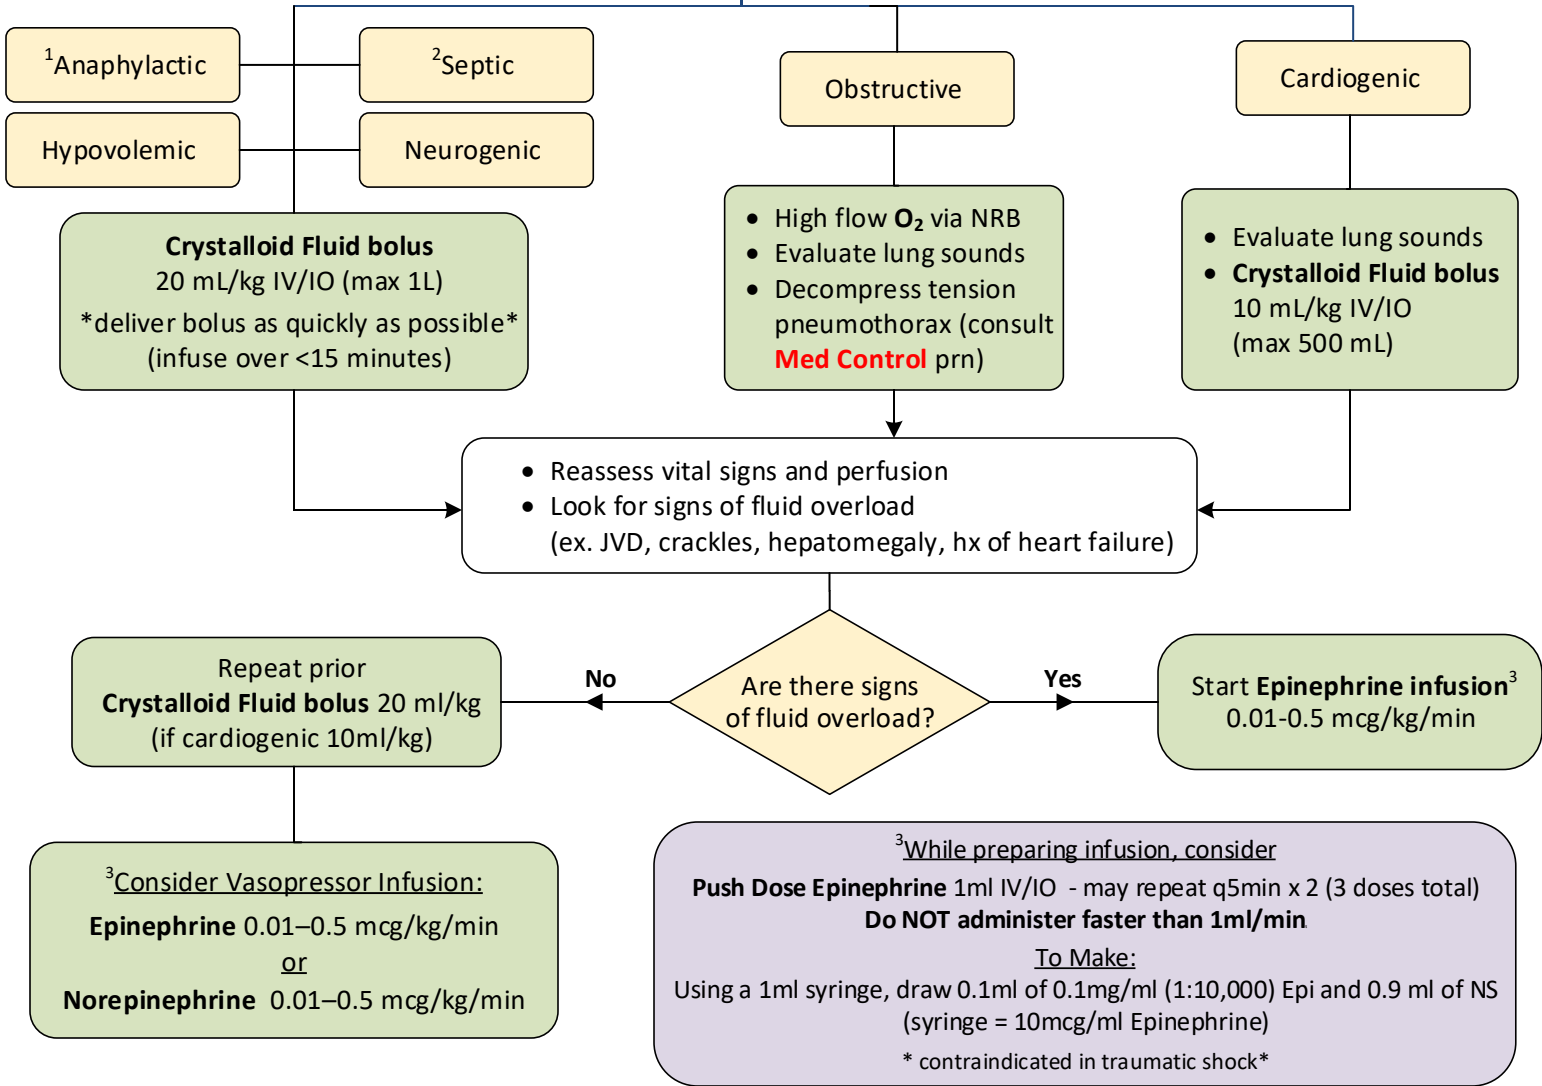 ¹Anaphylactic
²Septic
Hypovolemic
Neurogenic
Obstructive
Cardiogenic
Crystalloid Fluid bolus
20 mL/kg IV/IO (max 1L)
*deliver bolus as quickly as possible*
(infuse over <15 minutes)
• High flow O₂ via NRB
• Evaluate lung sounds
• Decompress tension
pneumothorax (consult
Med Control prn)
• Evaluate lung sounds
• Crystalloid Fluid bolus
10 mL/kg IV/IO
(max 500 mL)
• Reassess vital signs and perfusion
• Look for signs of fluid overload
(ex. JVD, crackles, hepatomegaly, hx of heart failure)
Are there signs
of fluid overload?
No
Yes
Repeat prior
Crystalloid Fluid bolus 20 ml/kg
(if cardiogenic 10ml/kg)
Start Epinephrine infusion³
0.01-0.5 mcg/kg/min
³Consider Vasopressor Infusion:
Epinephrine 0.01–0.5 mcg/kg/min
or
Norepinephrine 0.01–0.5 mcg/kg/min
³While preparing infusion, consider
Push Dose Epinephrine 1ml IV/IO - may repeat q5min x 2 (3 doses total)
Do NOT administer faster than 1ml/min
To Make:
Using a 1ml syringe, draw 0.1ml of 0.1mg/ml (1:10,000) Epi and 0.9 ml of NS
(syringe = 10mcg/ml Epinephrine)
* contraindicated in traumatic shock*